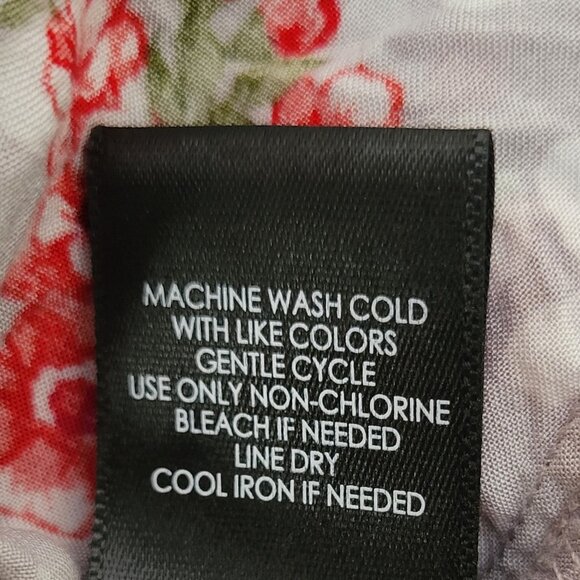 MACHINE WASH COLD
WITH LIKE COLORS
GENTLE CYCLE
USE ONLY NON-CHLORINE
BLEACH IF NEEDED
LINE DRY
COOL IRON IF NEEDED